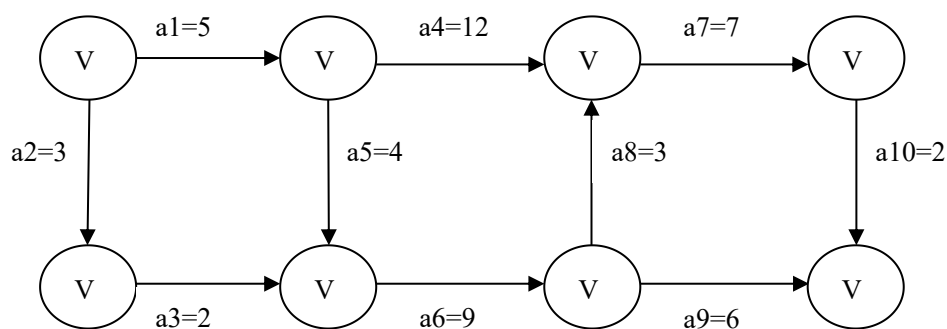 a1=5 a4=12 a7=7
V V V V
a2=3 a5=4 a8=3 a10=2
V V V V
a3=2 a6=9 a9=6